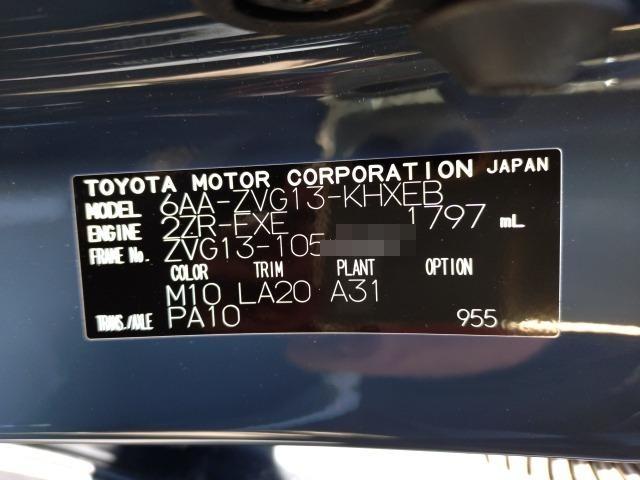 TOYOTA MOTOR CORPORATION JAPAN
MODEL 6AA-ZVG13-KHXEB
ENGINE 2ZR-EXE 1797 mL
FRAME No. ZVG13-105
COLOR TRIM PLANT OPTION
M10 LA20 A31
TRANS./AXLE PA10 955